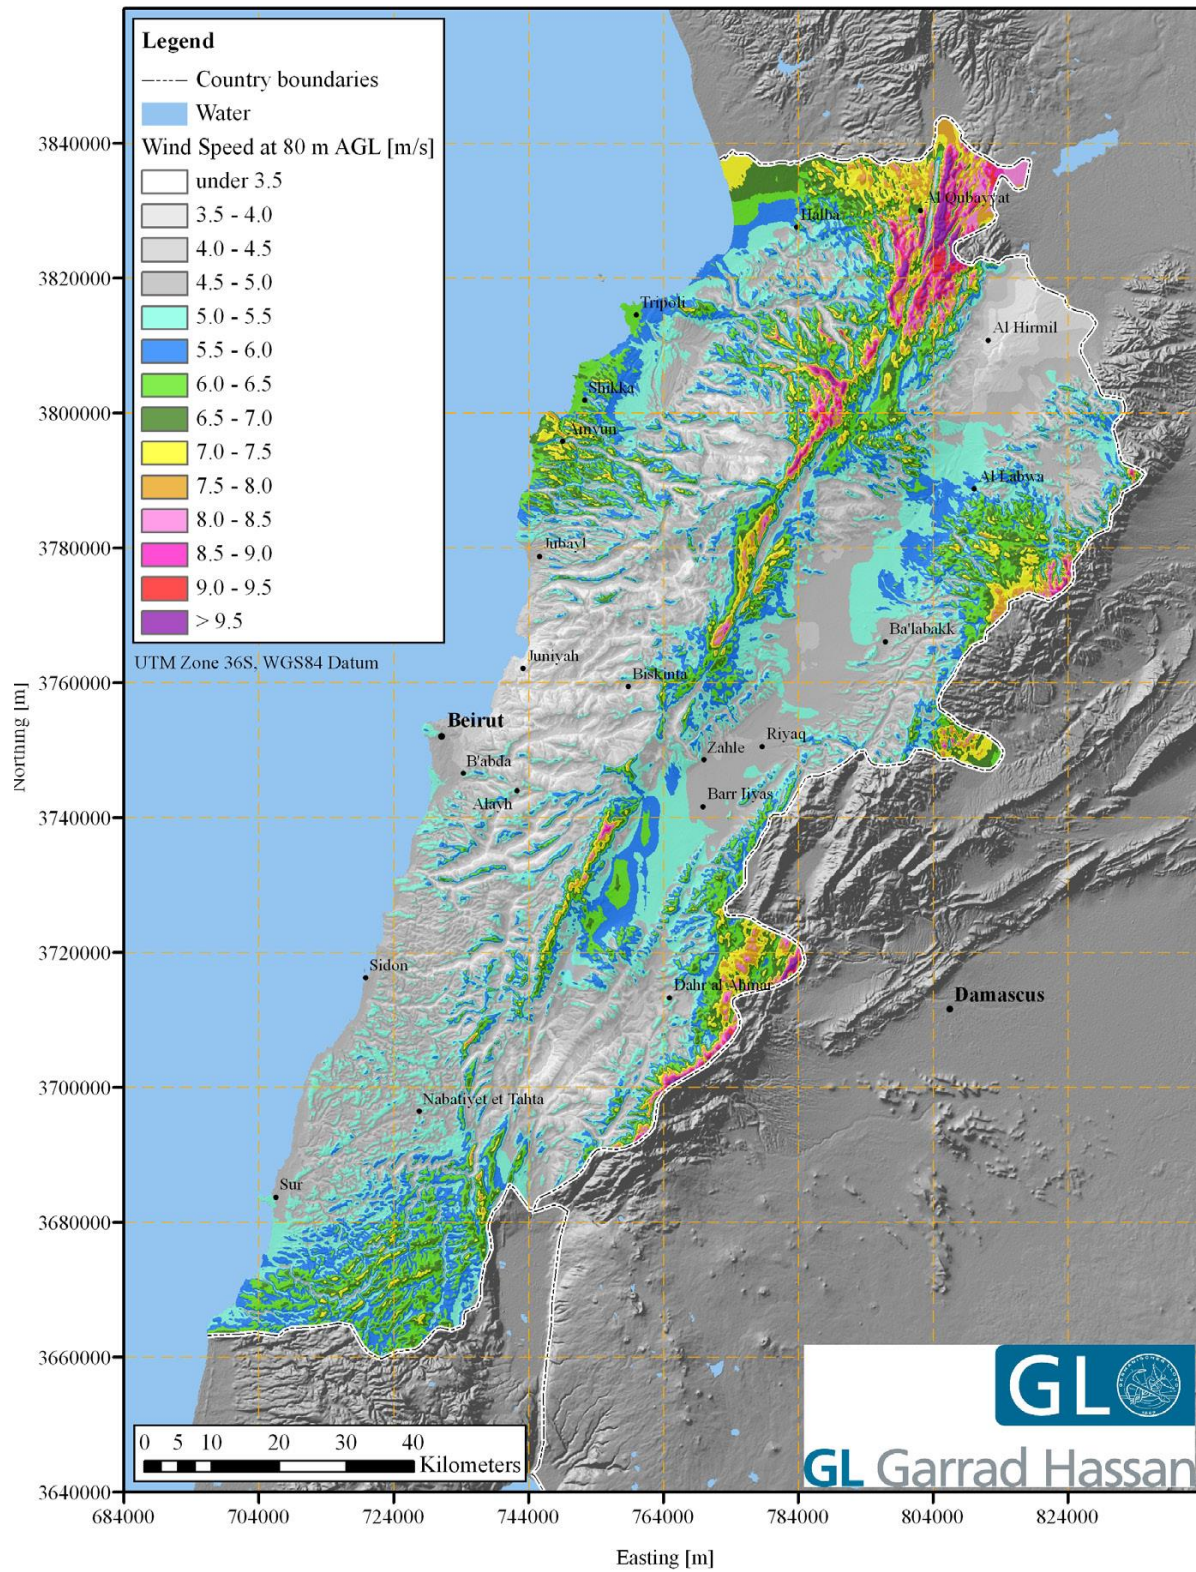 Legend
Country boundaries
Water
Wind Speed at 80 m AGL [m/s]
under 3.5
3.5 - 4.0
4.0 - 4.5
4.5 - 5.0
5.0 - 5.5
5.5 - 6.0
6.0 - 6.5
6.5 - 7.0
7.0 - 7.5
7.5 - 8.0
8.0 - 8.5
8.5 - 9.0
9.0 - 9.5
> 9.5
UTM Zone 36S, WGS84 Datum
Northing [m]
3840000
3820000
3800000
3780000
3760000
3740000
3720000
3700000
3680000
3660000
3640000
Al Qubayyat
Halba
Tripoli
Al Hirmil
Shikka
Amyun
Al Labwa
Jubayl
Ba'labakk
Juniyah
Biskinta
Beirut
Riyaq
Zahle
B'abda
Alayh
Barr Iiyas
Sidon
Dahr al Ahmar
Damascus
Nabatiyet et Tahta
Sur
0 5 10 20 30 40
Kilometers
GL
GL Garrad Hassan
684000 704000 724000 744000 764000 784000 804000 824000
Easting [m]